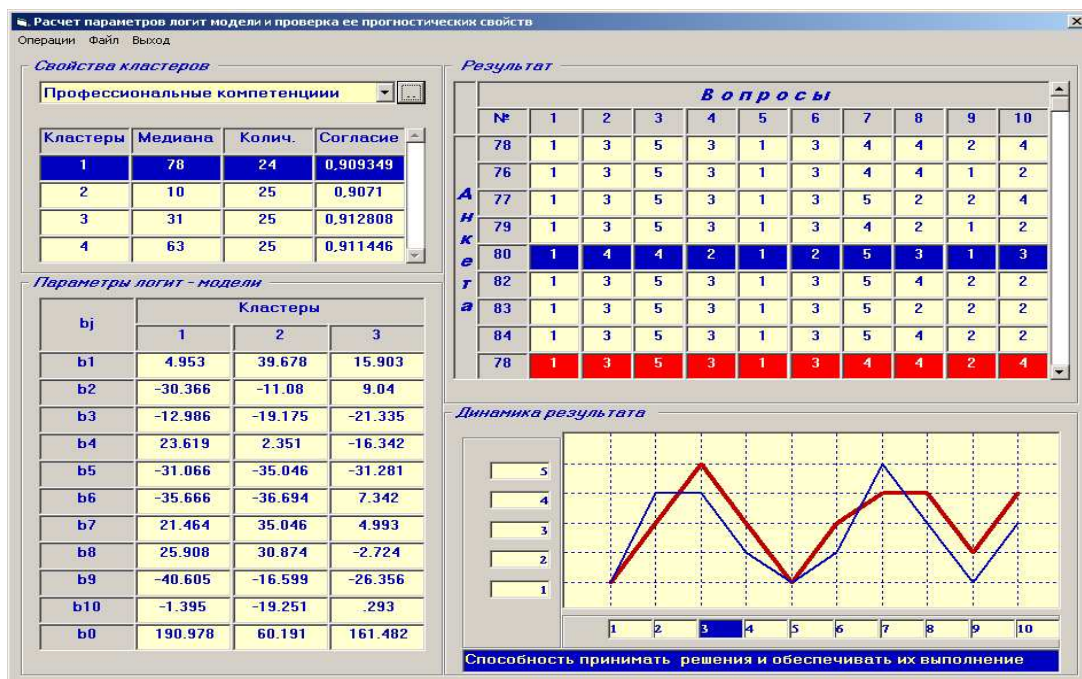 Расчет параметров логит модели и проверка ее прогностических свойств
Операции Файл Выход
Свойства кластеров
Профессиональные компетенциии ..
Кластеры Медиана Колич. Согласие
1 78 24 0,909349
2 10 25 0,9071
3 31 25 0,912808
4 63 25 0,911446
Параметры логит - модели
bj Кластеры
1 2 3
b1 4.953 39.678 15.903
b2 -30.366 -11.08 9.04
b3 -12.986 -19.175 -21.335
b4 23.619 2.351 -16.342
b5 -31.066 -35.046 -31.281
b6 -35.666 -36.694 7.342
b7 21.464 35.046 4.993
b8 25.908 30.874 -2.724
b9 -40.605 -16.599 -26.356
b10 -1.395 -19.251 .293
b0 190.978 60.191 161.482
Результат
Вопросы
№ 1 2 3 4 5 6 7 8 9 10
Анкета
78 1 3 5 3 1 3 4 4 2 4
76 1 3 5 3 1 3 4 4 1 2
77 1 3 5 3 1 3 5 2 2 4
79 1 3 5 3 1 3 4 2 1 2
80 1 4 4 2 1 2 5 3 1 3
82 1 3 5 3 1 3 5 4 2 2
83 1 3 5 3 1 3 5 2 2 2
84 1 3 5 3 1 3 5 4 2 2
78 1 3 5 3 1 3 4 4 2 4
Динамика результата
5
4
3
2
1
1 2 3 4 5 6 7 8 9 10
Способность принимать решения и обеспечивать их выполнение